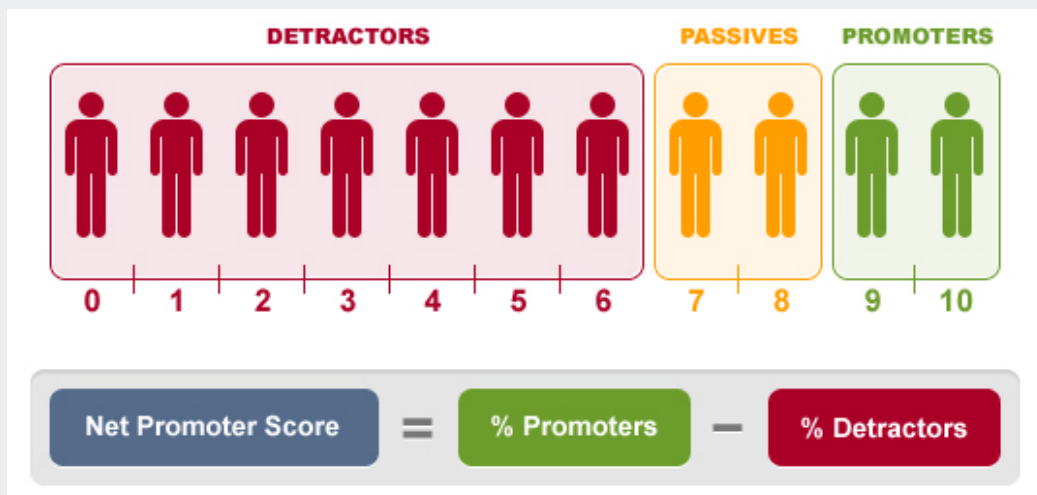 DETRACTORS PASSIVES PROMOTERS
0 1 2 3 4 5 6 7 8 9 10
Net Promoter Score = % Promoters − % Detractors